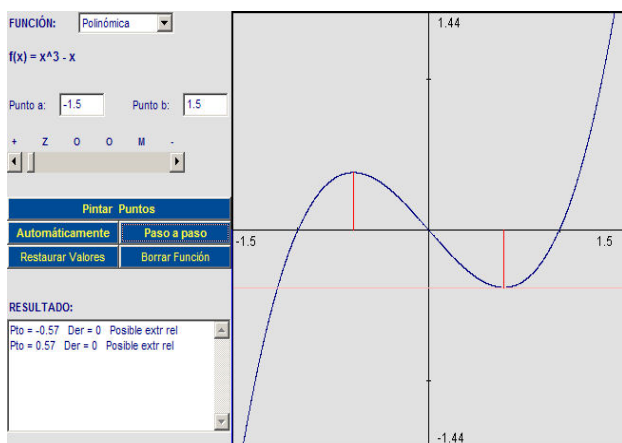 FUNCIÓN: Polinómica
f(x) = x^3 - x
Punto a: -1.5 Punto b: 1.5
+ Z O O M -
Pintar Puntos
Automáticamente Paso a paso
Restaurar Valores Borrar Función
RESULTADO:
Pto = -0.57 Der = 0 Posible extr rel
Pto = 0.57 Der = 0 Posible extr rel
1.44
-1.5 1.5
-1.44